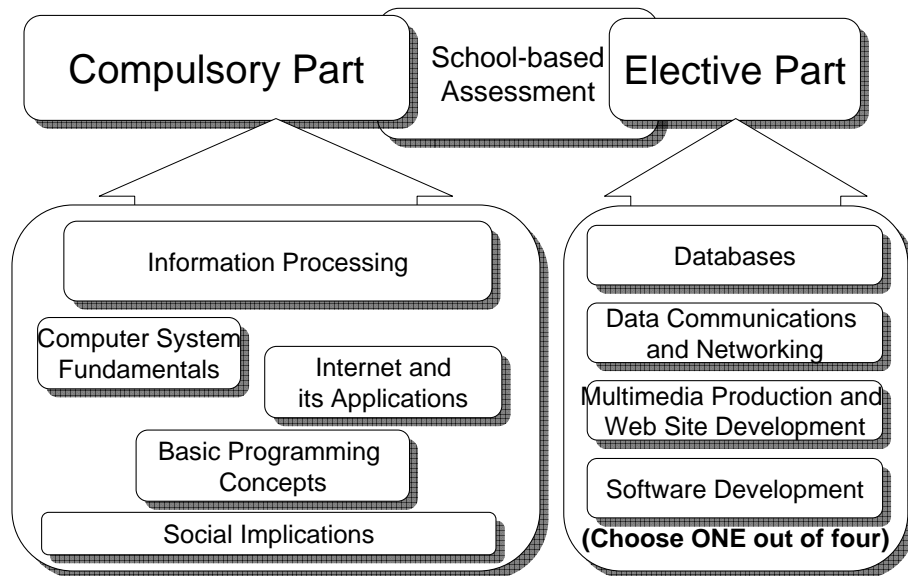 Compulsory Part
School-based
Assessment
Elective Part
Information Processing
Computer System
Fundamentals
Internet and
its Applications
Basic Programming
Concepts
Social Implications
Databases
Data Communications
and Networking
Multimedia Production and
Web Site Development
Software Development
(Choose ONE out of four)